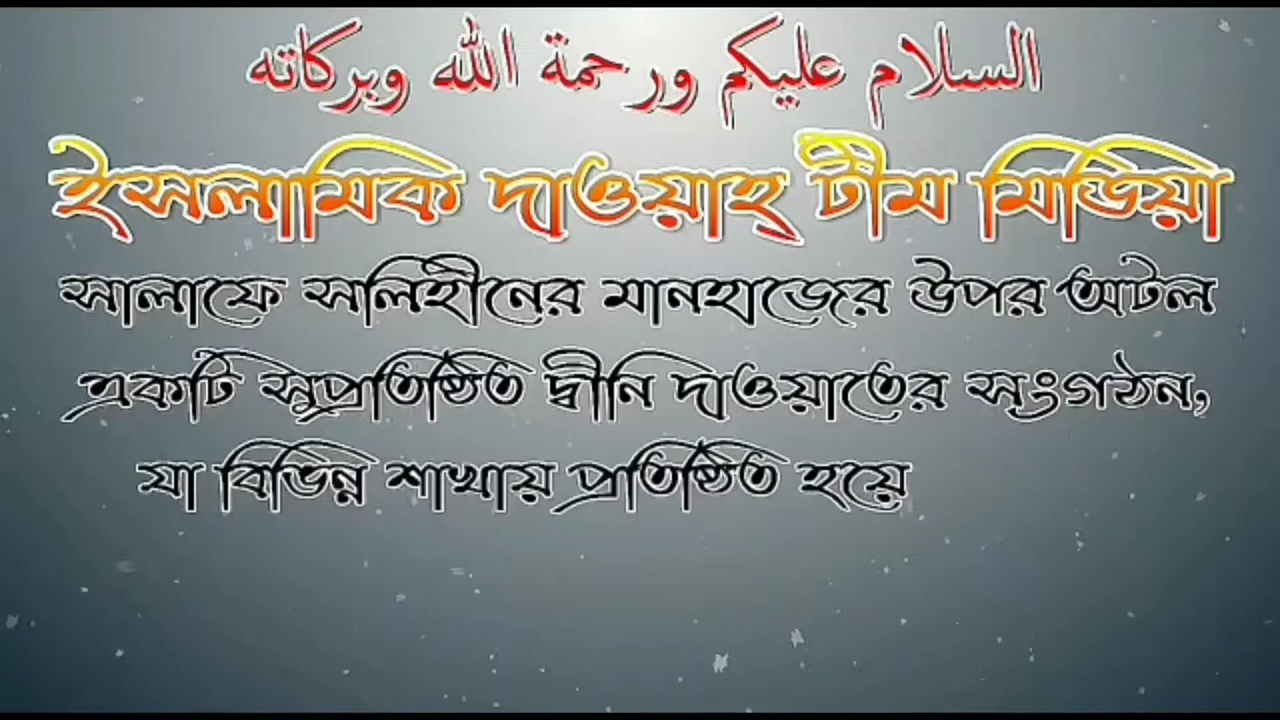 السلام عليكم ورحمة الله وبركاته
ইসলামিক দাওয়াহ্ টীম মিডিয়া
সালাফে সলিহীনের মানহাজের উপর অটল
একটি সুপ্রতিষ্ঠিত দ্বীনি দাওয়াতের সংগঠন,
যা বিভিন্ন শাখায় প্রতিষ্ঠিত হয়ে